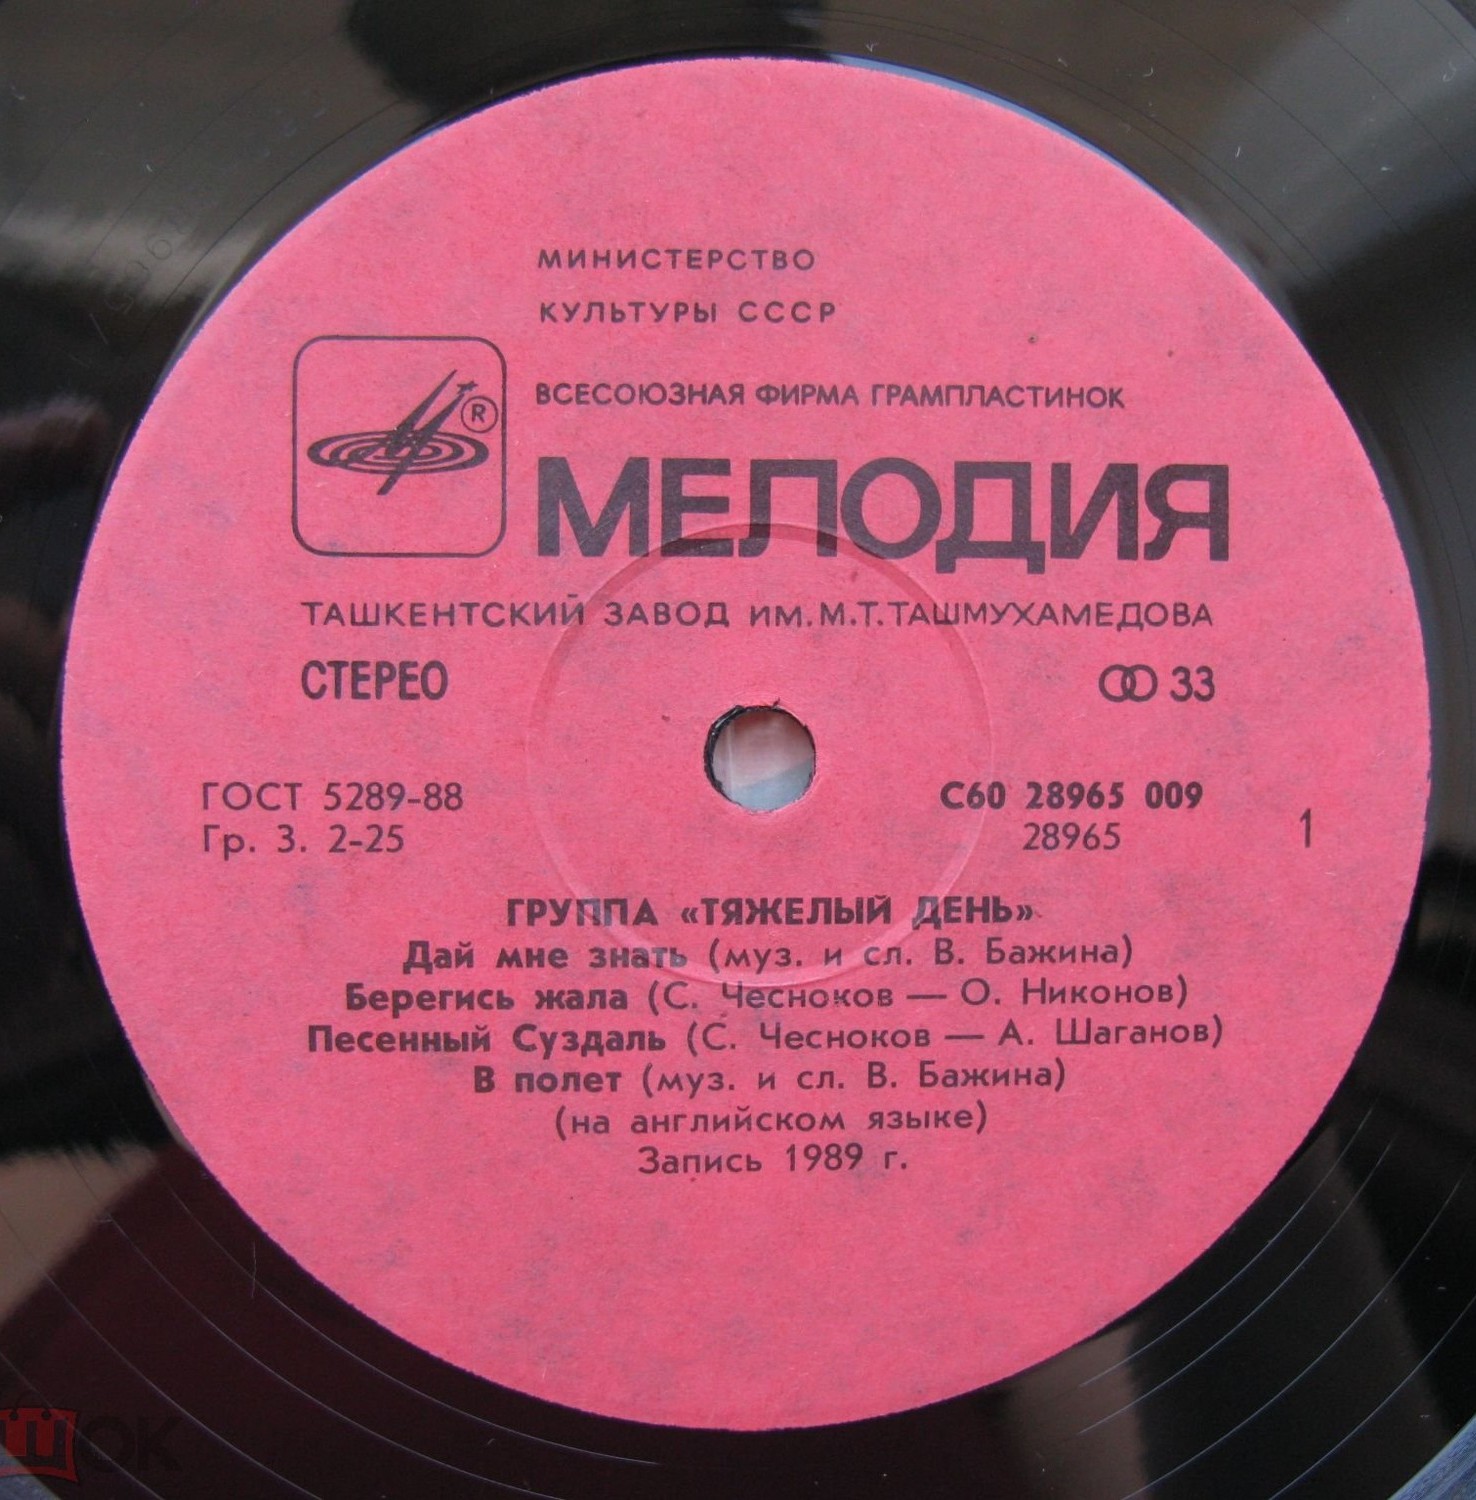 МИНИСТЕРСТВО
КУЛЬТУРЫ СССР
ВСЕСОЮЗНАЯ ФИРМА ГРАМПЛАСТИНОК
®
МЕЛОДИЯ
ТАШКЕНТСКИЙ ЗАВОД ИМ. М.Т. ТАШМУХАМЕДОВА
СТЕРЕО
33
ГОСТ 5289-88
С60 28965 009
Гр. 3. 2-25
28965
1
ГРУППА «ТЯЖЕЛЫЙ ДЕНЬ»
Дай мне знать (муз. и сл. В. Бажина)
Берегись жала (С. Чесноков — О. Никонов)
Песенный Суздаль (С. Чесноков — А. Шаганов)
В полет (муз. и сл. В. Бажина)
(на английском языке)
Запись 1989 г.